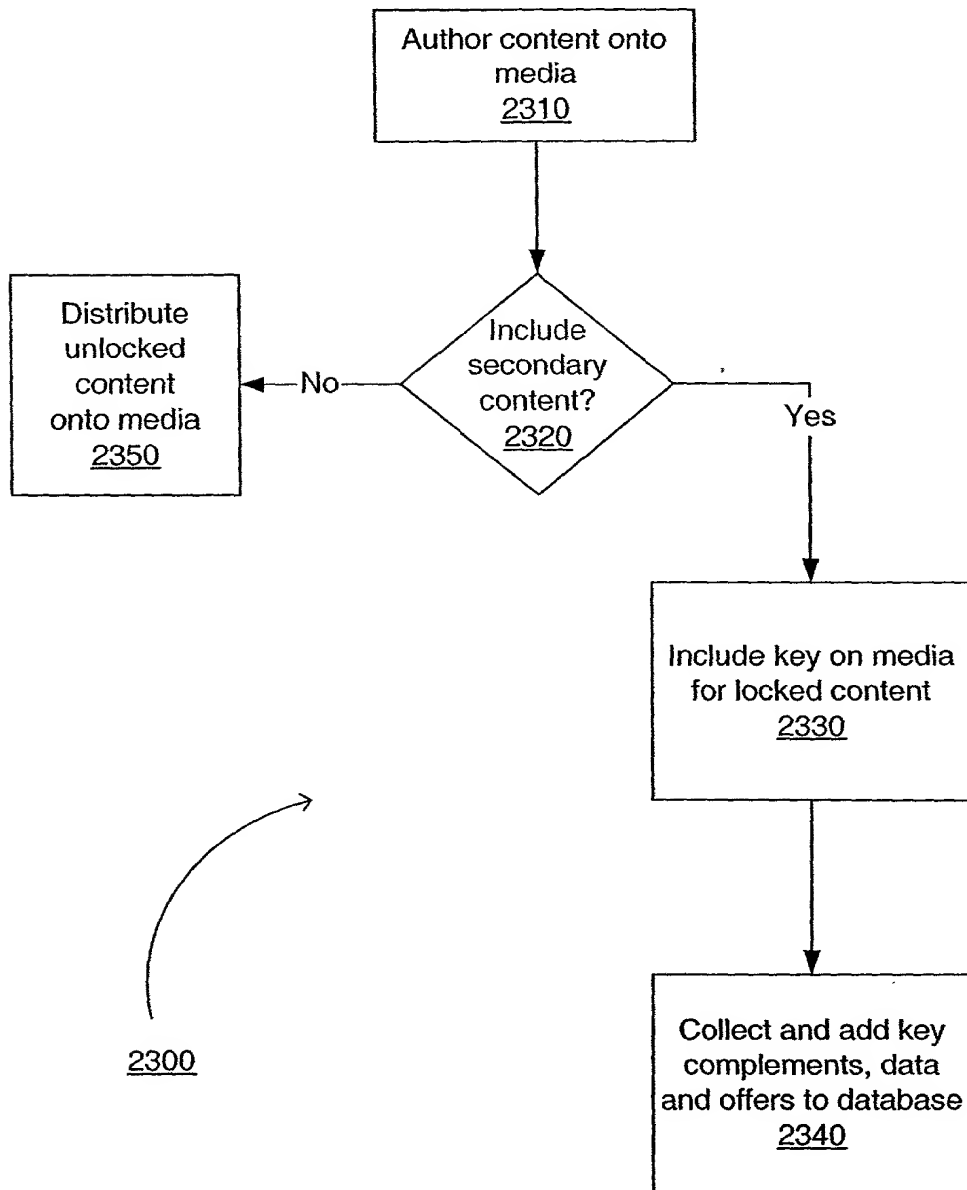 Author content onto
media
2310
Include
secondary
content?
2320
No
Yes
Distribute
unlocked
content
onto media
2350
Include key on media
for locked content
2330
2300
Collect and add key
complements, data
and offers to database
2340